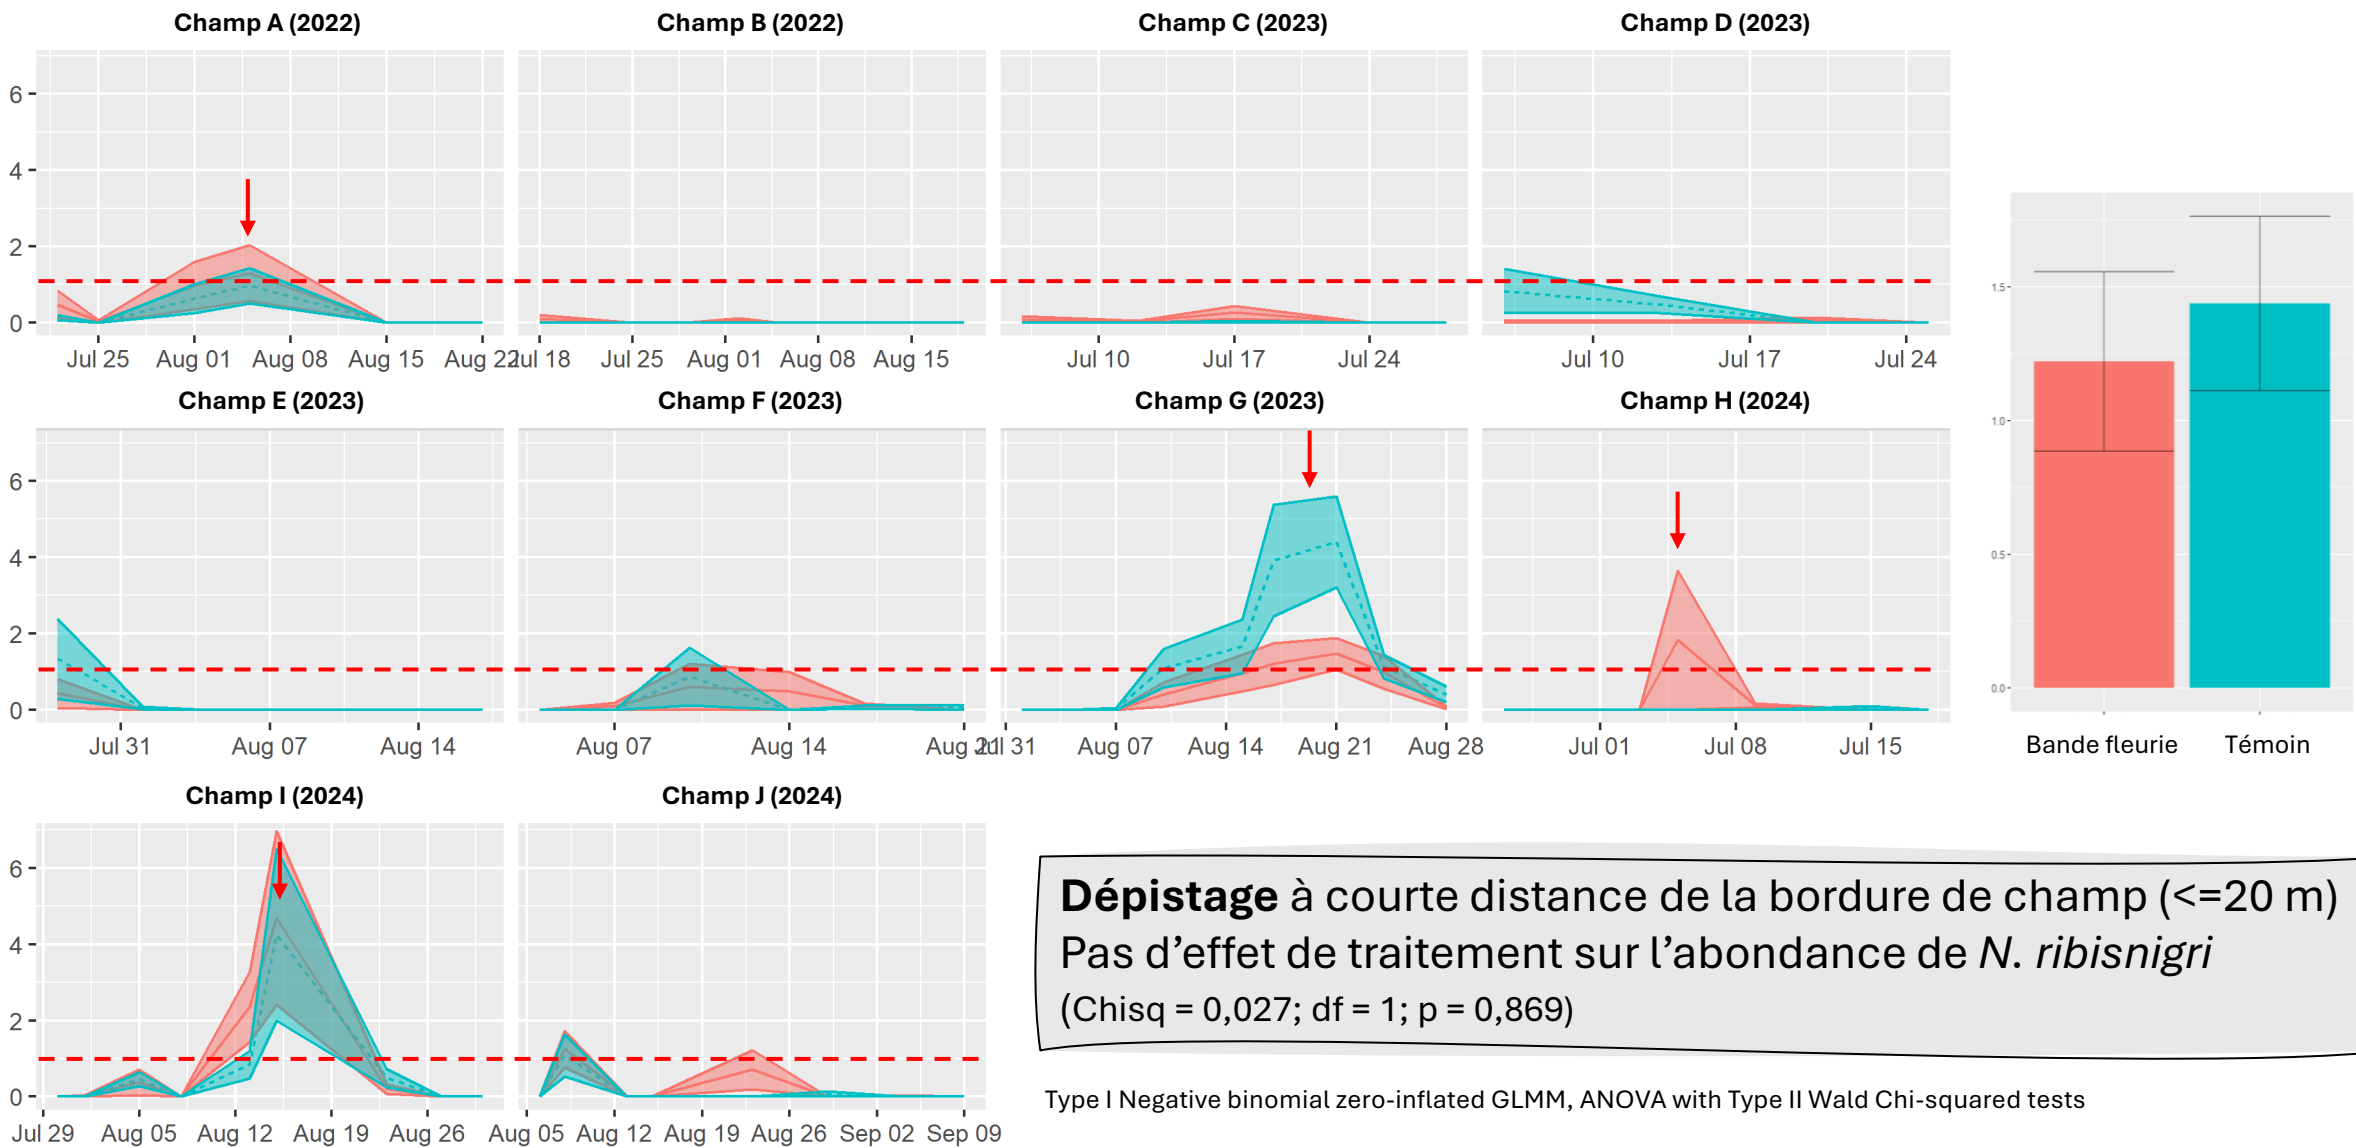 Champ A (2022)
Champ B (2022)
Champ C (2023)
Champ D (2023)
6
4
2
0
Jul 25 Aug 01 Aug 08 Aug 15 Aug 22
Jul 18 Jul 25 Aug 01 Aug 08 Aug 15
Jul 10 Jul 17 Jul 24
Jul 10 Jul 17 Jul 24
Champ E (2023)
Champ F (2023)
Champ G (2023)
Champ H (2024)
6
4
2
0
Jul 31 Aug 07 Aug 14
Aug 07 Aug 14 Aug
Jul 31 Aug 07 Aug 14 Aug 21 Aug 28
Jul 01 Jul 08 Jul 15
1.5
1.0
0.5
0.0
Bande fleurie Témoin
Champ I (2024)
Champ J (2024)
6
4
2
0
Jul 29 Aug 05 Aug 12 Aug 19 Aug 26
Aug 05 Aug 12 Aug 19 Aug 26 Sep 02 Sep 09
Dépistage à courte distance de la bordure de champ (<=20 m)
Pas d’effet de traitement sur l’abondance de N. ribisnigri
(Chisq = 0,027; df = 1; p = 0,869)
Type I Negative binomial zero-inflated GLMM, ANOVA with Type II Wald Chi-squared tests